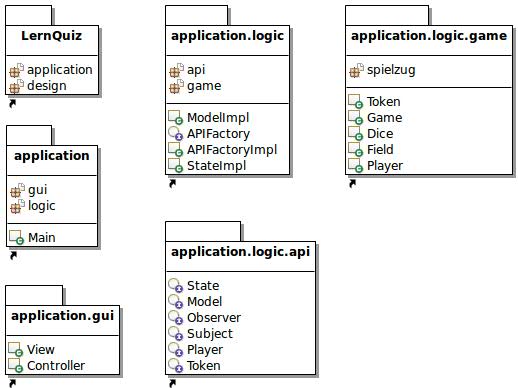 LernQuiz
application
design
application
gui
logic
Main
application.gui
View
Controller
application.logic
api
game
ModelImpl
APIFactory
APIFactoryImpl
StateImpl
application.logic.api
State
Model
Observer
Subject
Player
Token
application.logic.game
spielzug
Token
Game
Dice
Field
Player